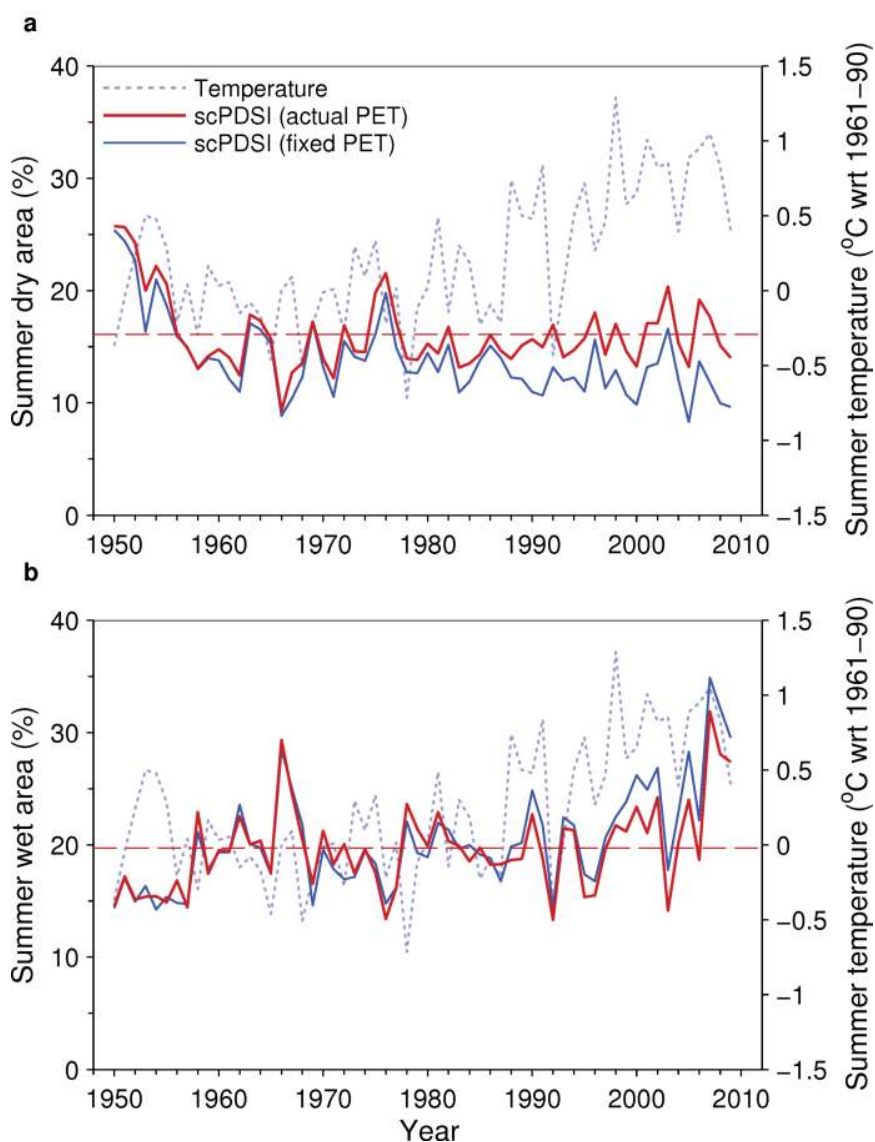 a
40
30
20
10
0
Summer dry area (%)
Temperature
scPDSI (actual PET)
scPDSI (fixed PET)
1.5
1
0.5
0
−0.5
−1
−1.5
Summer temperature (°C wrt 1961−90)
1950 1960 1970 1980 1990 2000 2010
b
40
30
20
10
0
Summer wet area (%)
1.5
1
0.5
0
−0.5
−1
−1.5
Summer temperature (°C wrt 1961−90)
1950 1960 1970 1980 1990 2000 2010
Year